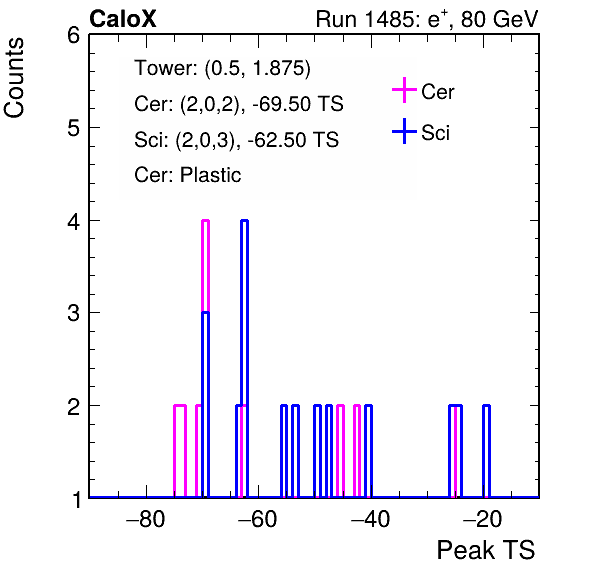 CaloX Run 1485: e+, 80 GeV
Counts
6
5
4
3
2
1
Tower: (0.5, 1.875)
Cer: (2,0,2), -69.50 TS
Sci: (2,0,3), -62.50 TS
Cer: Plastic
Cer
Sci
−80 −60 −40 −20
Peak TS